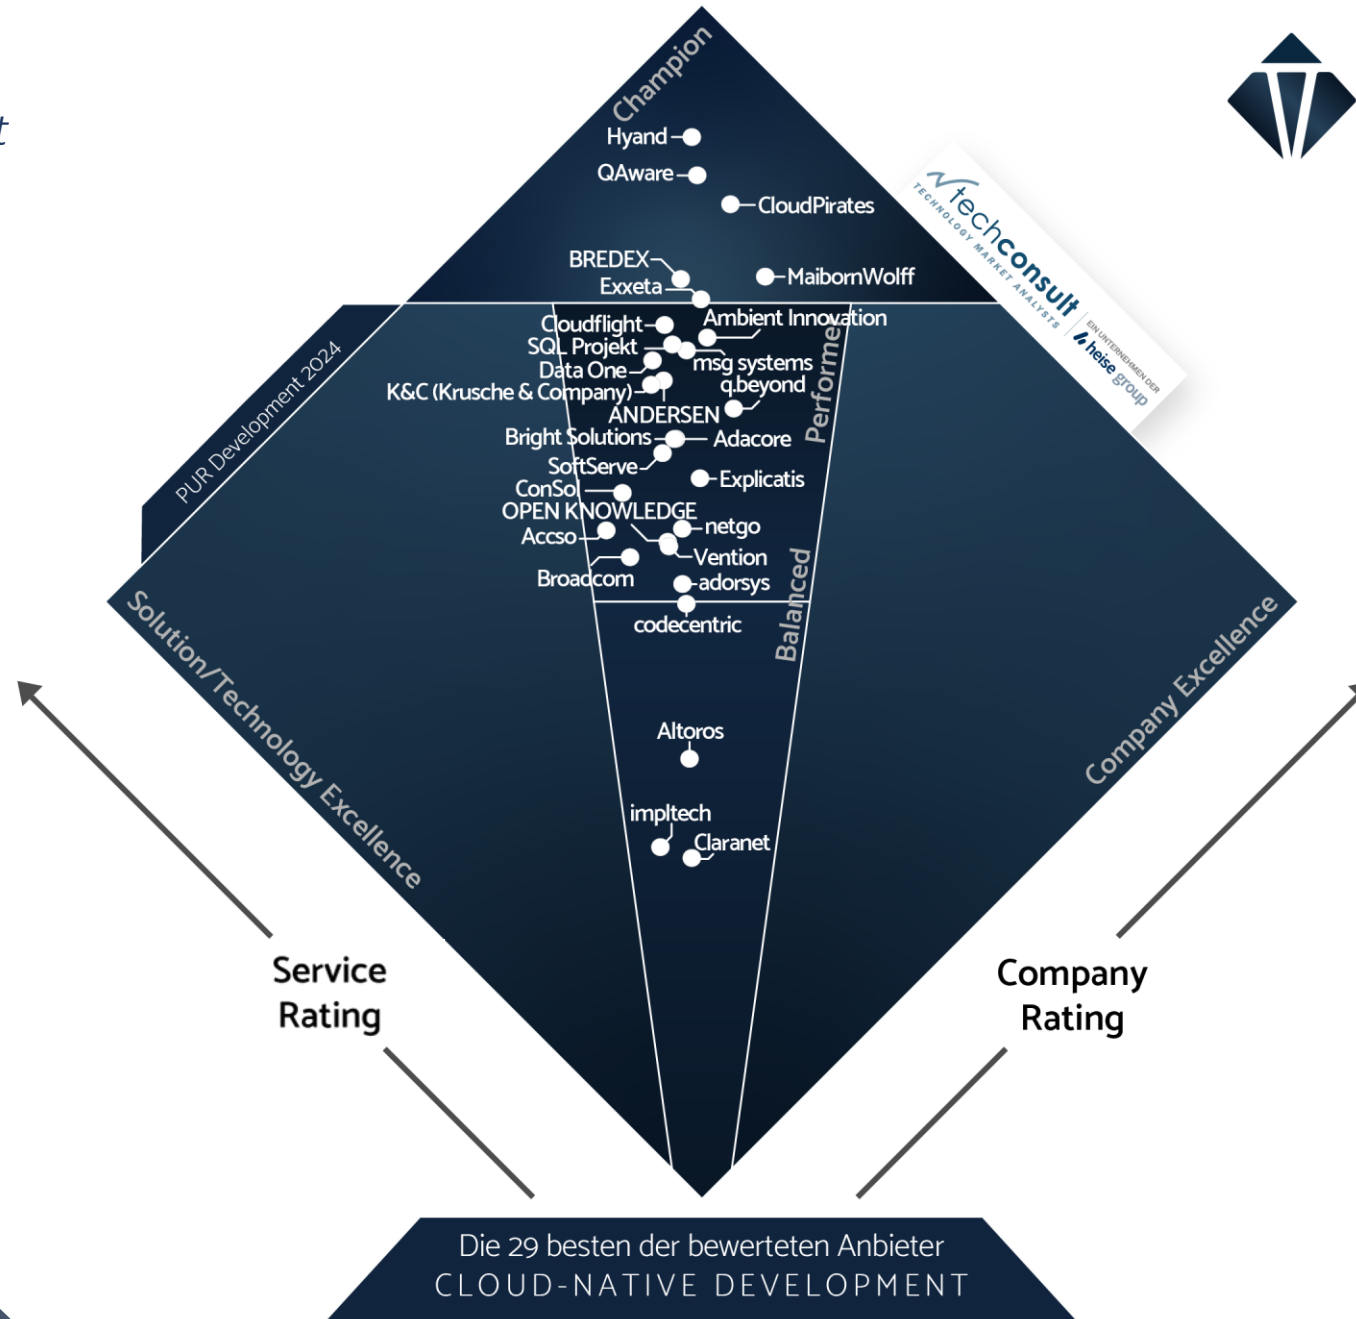 t
Champion
Hyand
QAware
CloudPirates
BREDEX
MaibornWolff
Exxeta
Ambient Innovation
Cloudflight
SQL Projekt
msg systems
Data One
q.beyond
K&C (Krusche & Company)
ANDERSEN
Performer
Bright Solutions
Adacore
SoftServe
Explicatis
ConSol
OPEN KNOWLEDGE
netgo
Accso
Vention
Broadcom
adorsys
codecentric
Balanced
Altoros
impltech
Claranet
PUR Development 2024
techconsult
TECHNOLOGY MARKET ANALYSTS
EIN UNTERNEHMEN DER
heise group
Solution/Technology Excellence
Company Excellence
Service
Rating
Company
Rating
Die 29 besten der bewerteten Anbieter
CLOUD-NATIVE DEVELOPMENT